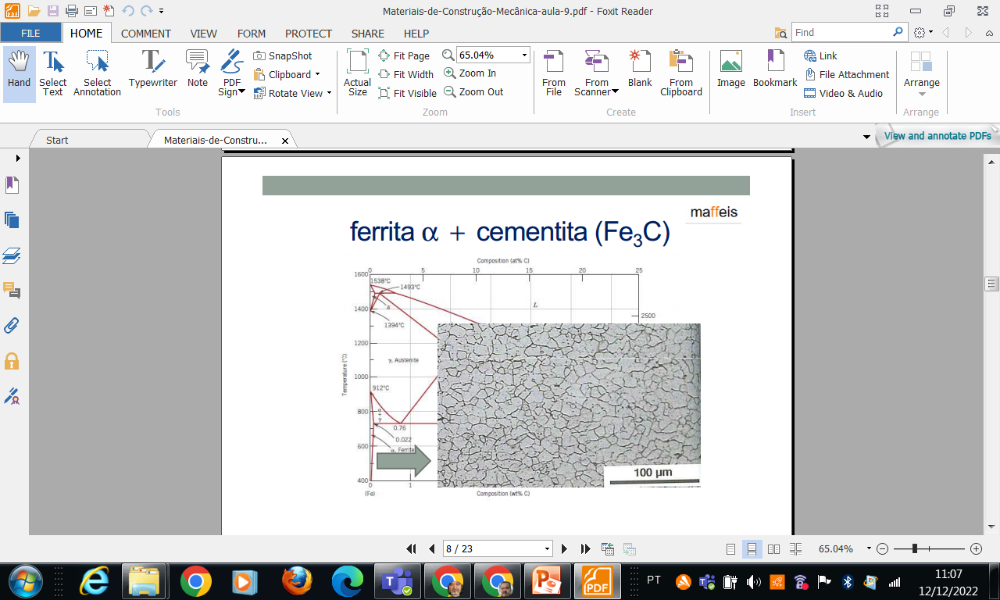 Materiais-de-Construção-Mecânica-aula-9.pdf - Foxit Reader
FILE HOME COMMENT VIEW FORM PROTECT SHARE HELP
Find
Hand
Select Text
Select Annotation
Typewriter
Note
PDF Sign
SnapShot
Clipboard
Rotate View
Tools
Actual Size
Fit Page
Fit Width
Fit Visible
65.04%
Zoom In
Zoom Out
Zoom
From File
From Scanner
Blank
From Clipboard
Create
Image
Bookmark
Link
File Attachment
Video & Audio
Insert
Arrange
Arrange
Start
Materiais-de-Constru... x
View and annotate PDFs
maffeis
ferrita α + cementita (Fe3C)
Composition (at% C)
0 5 10 15 20 25
1600
1538°C
1493°C
δ
L
1400
1394°C
2500
1200
γ, Austenite
Temperature (°C)
1000
912°C
800
α
+
γ
0.76
0.022
600
α, Ferrite
400
100 µm
0 1
(Fe)
Composition (wt% C)
8 / 23
65.04%
PDF
PT
11:07
12/12/2022